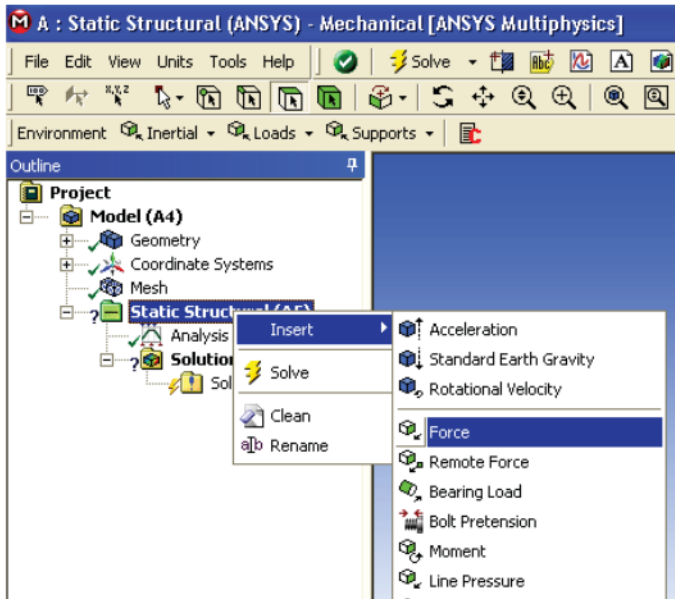 A : Static Structural (ANSYS) - Mechanical [ANSYS Multiphysics]
File Edit View Units Tools Help Solve
Environment Inertial Loads Supports
Outline
Project
Model (A4)
Geometry
Coordinate Systems
Mesh
Static Structural (A5)
Analysis
Solution
Sol
Insert
Solve
Clean
Rename
Acceleration
Standard Earth Gravity
Rotational Velocity
Force
Remote Force
Bearing Load
Bolt Pretension
Moment
Line Pressure